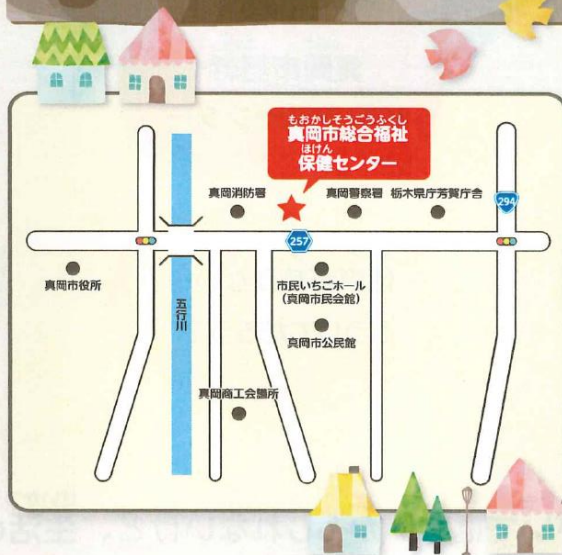 もおかしそうごうふくし
真岡市総合福祉
ほけん
保健センター
真岡消防署
真岡警察署
栃木県庁芳賀庁舎
294
257
真岡市役所
市民いちごホール
(真岡市民会館)
五行川
真岡市公民館
真岡商工会議所